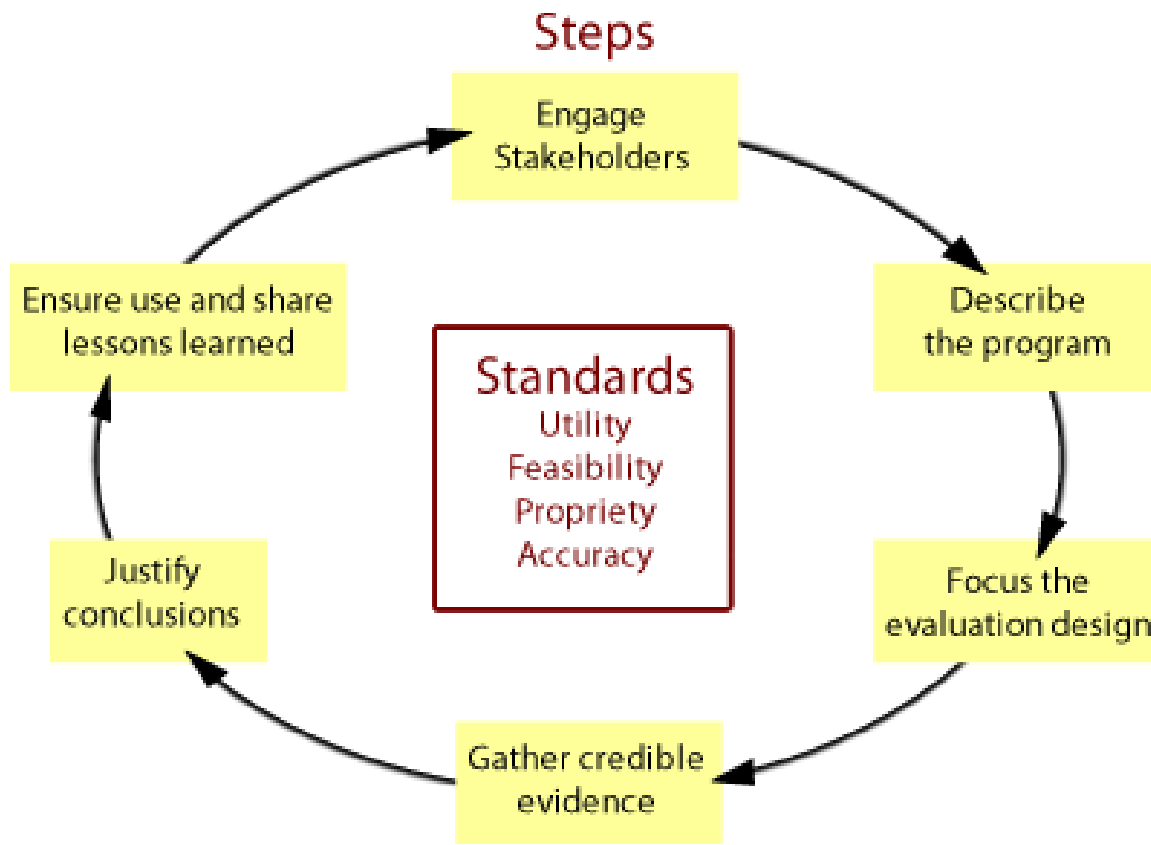 Steps
Engage
Stakeholders
Describe
the program
Focus the
evaluation design
Gather credible
evidence
Justify
conclusions
Ensure use and share
lessons learned
Standards
Utility
Feasibility
Propriety
Accuracy